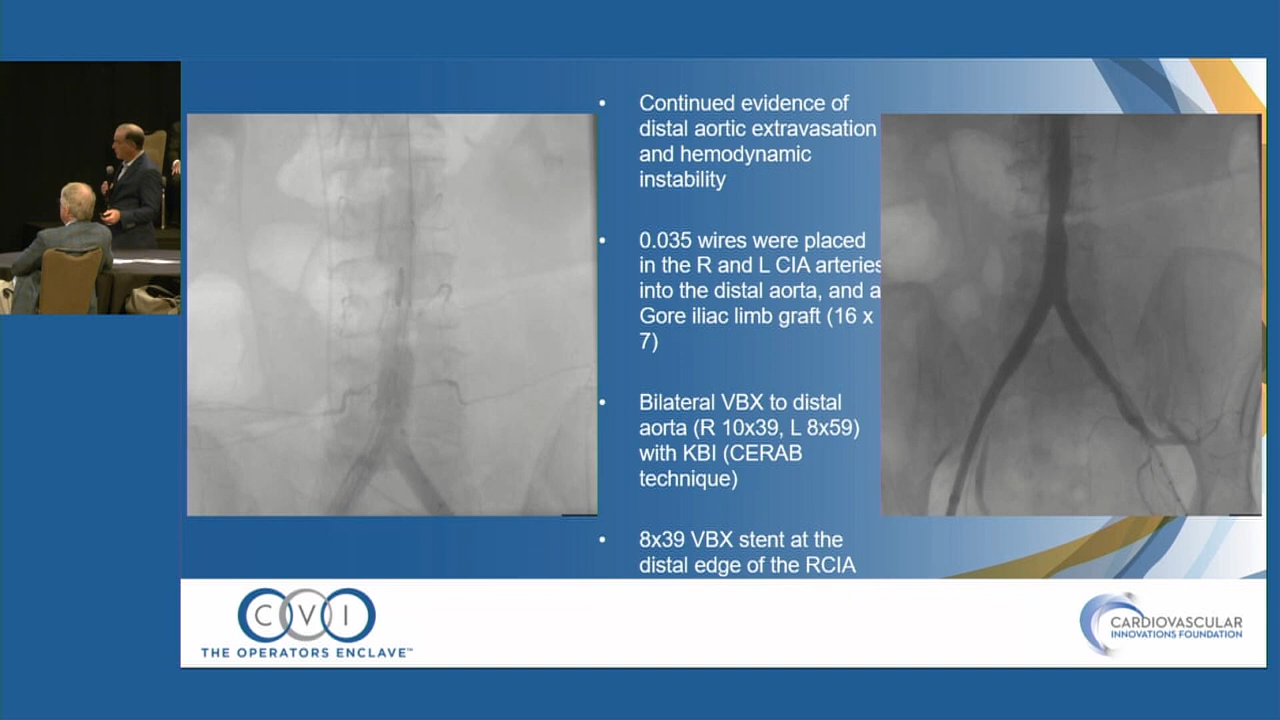 Continued evidence of
distal aortic extravasation
and hemodynamic
instability
0.035 wires were placed
in the R and L CIA arteries
into the distal aorta, and a
Gore iliac limb graft (16 x
7)
Bilateral VBX to distal
aorta (R 10x39, L 8x59)
with KBI (CERAB
technique)
8x39 VBX stent at the
distal edge of the RCIA
CVI
THE OPERATORS ENCLAVE™
CARDIOVASCULAR
INNOVATIONS FOUNDATION